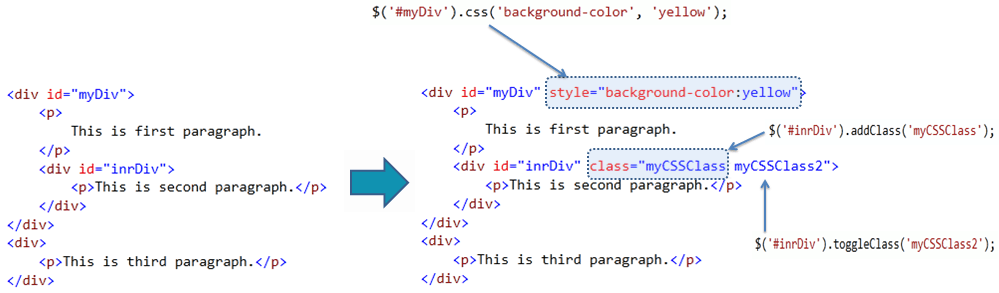 $('#myDiv').css('background-color', 'yellow');
<div id="myDiv">
    <p>
        This is first paragraph.
    </p>
    <div id="inrDiv">
        <p>This is second paragraph.</p>
    </div>
</div>
<div>
    <p>This is third paragraph.</p>
</div>
<div id="myDiv" style="background-color:yellow">
    <p>
        This is first paragraph.
    </p>
    <div id="inrDiv" class="myCSSClass myCSSClass2">
        <p>This is second paragraph.</p>
    </div>
</div>
<div>
    <p>This is third paragraph.</p>
</div>
$('#inrDiv').addClass('myCSSClass');
$('#inrDiv').toggleClass('myCSSClass2');